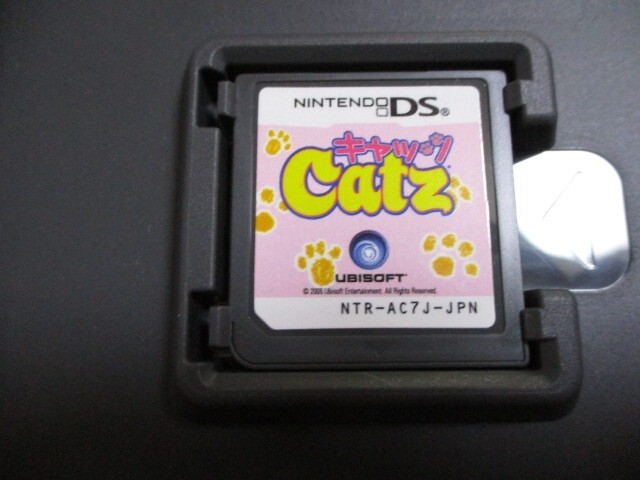 NINTENDO DS®
キャッツ
Catz
UBISOFT
© 2006 Ubisoft Entertainment. All Rights Reserved.
NTR-AC7J-JPN